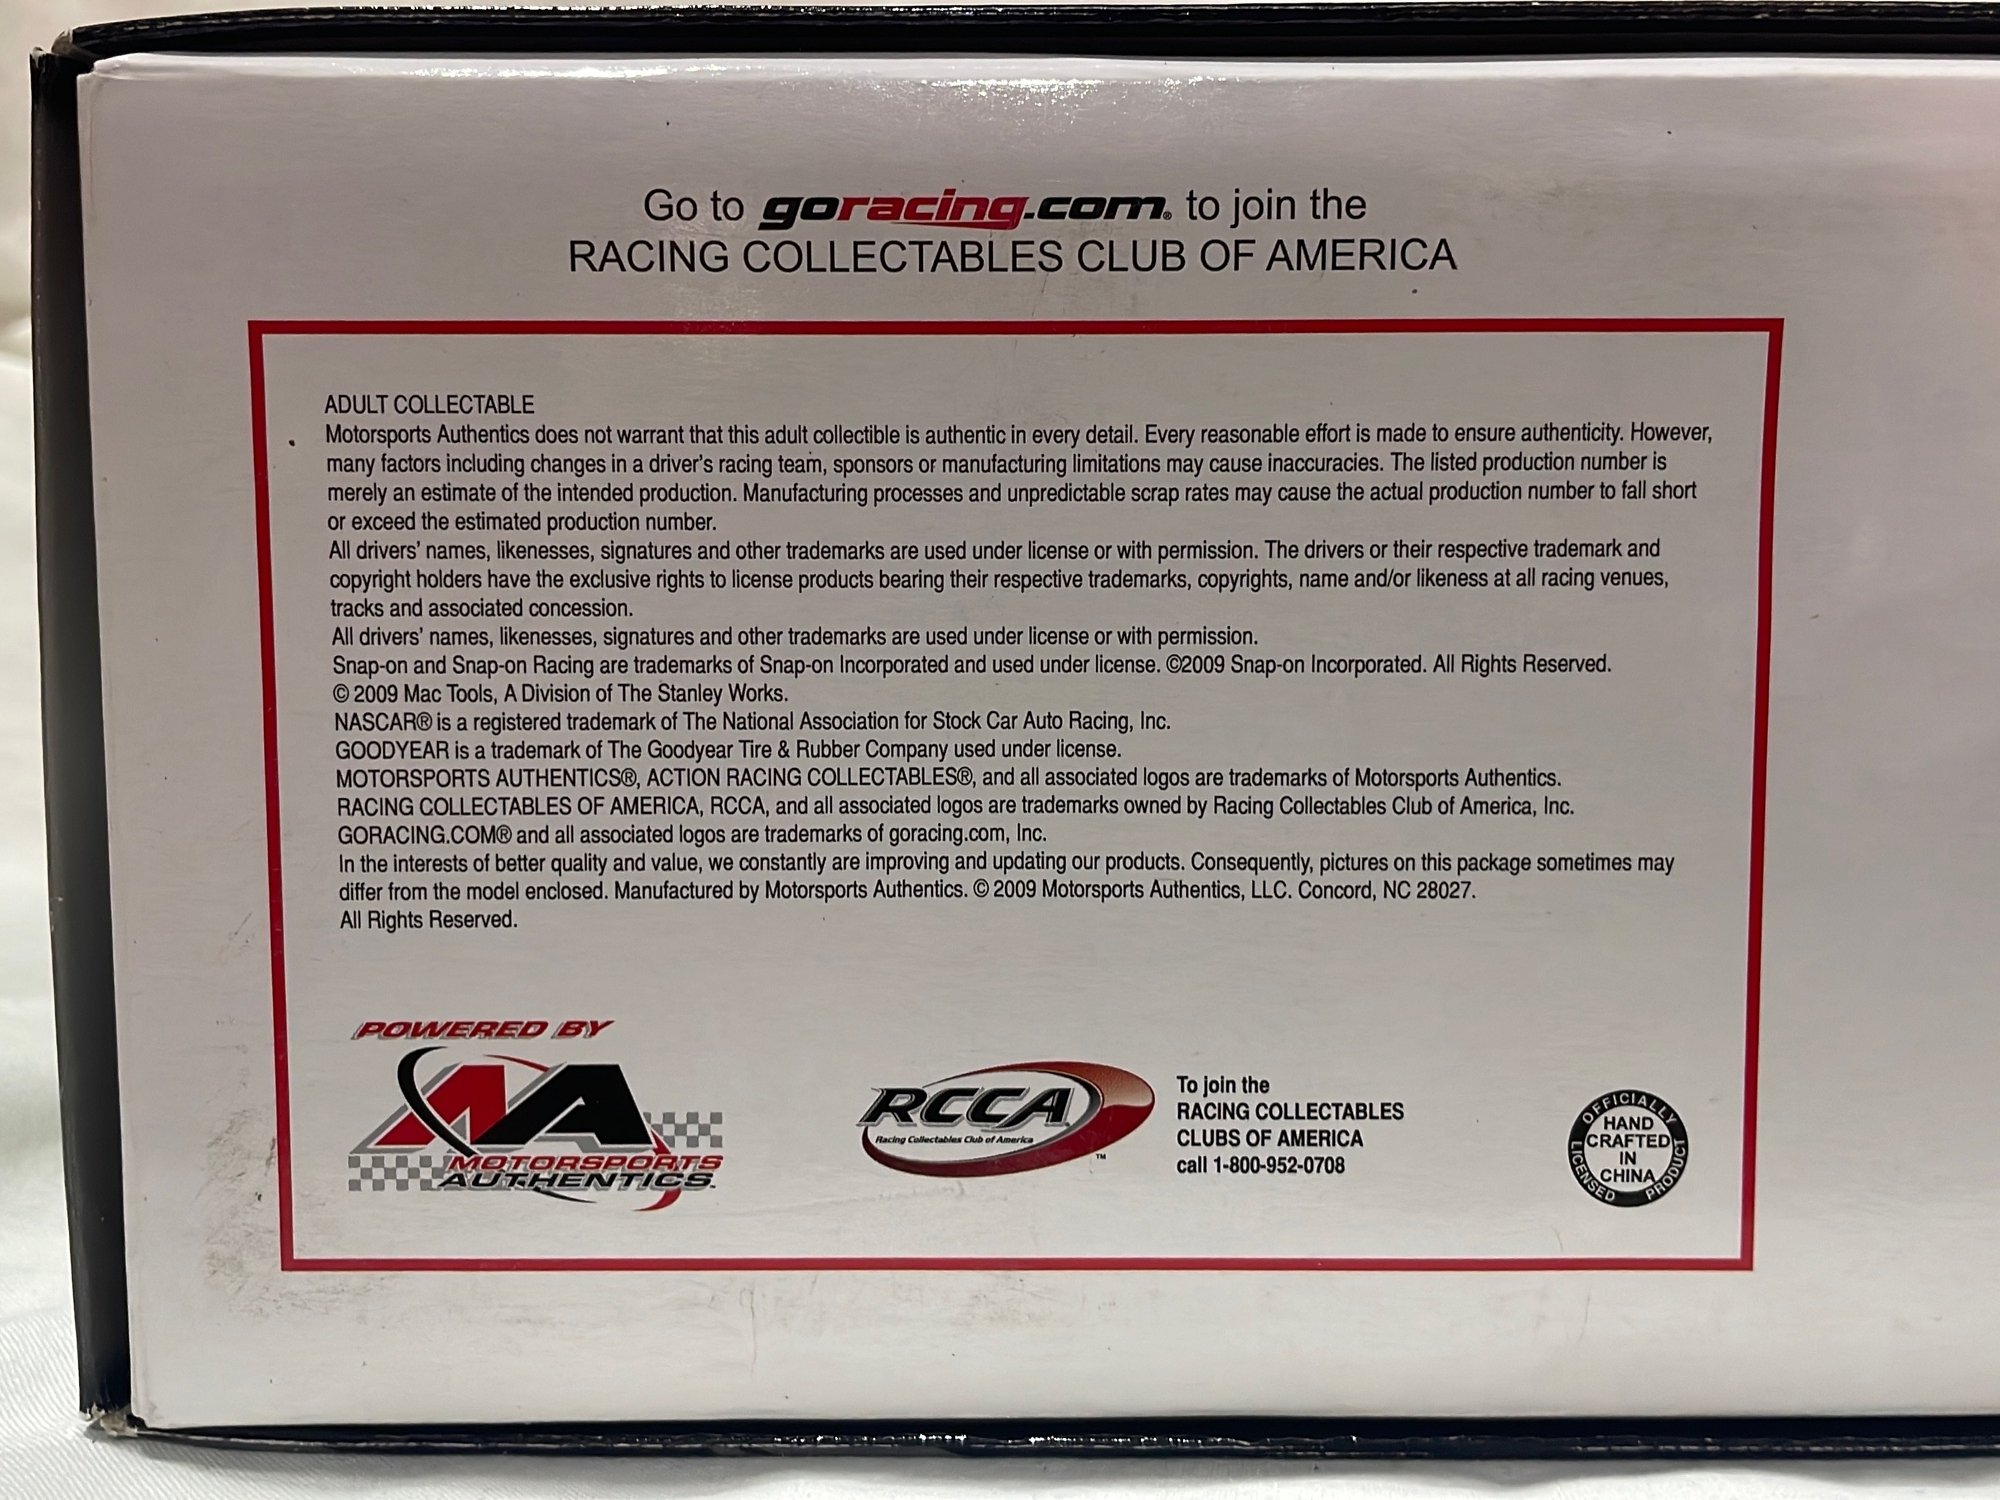 Go to goracing.com® to join the
RACING COLLECTABLES CLUB OF AMERICA
ADULT COLLECTABLE
Motorsports Authentics does not warrant that this adult collectible is authentic in every detail. Every reasonable effort is made to ensure authenticity. However,
many factors including changes in a driver's racing team, sponsors or manufacturing limitations may cause inaccuracies. The listed production number is
merely an estimate of the intended production. Manufacturing processes and unpredictable scrap rates may cause the actual production number to fall short
or exceed the estimated production number.
All drivers' names, likenesses, signatures and other trademarks are used under license or with permission. The drivers or their respective trademark and
copyright holders have the exclusive rights to license products bearing their respective trademarks, copyrights, name and/or likeness at all racing venues,
tracks and associated concession.
All drivers' names, likenesses, signatures and other trademarks are used under license or with permission.
Snap-on and Snap-on Racing are trademarks of Snap-on Incorporated and used under license. ©2009 Snap-on Incorporated. All Rights Reserved.
© 2009 Mac Tools, A Division of The Stanley Works.
NASCAR® is a registered trademark of The National Association for Stock Car Auto Racing, Inc.
GOODYEAR is a trademark of The Goodyear Tire & Rubber Company used under license.
MOTORSPORTS AUTHENTICS®, ACTION RACING COLLECTABLES®, and all associated logos are trademarks of Motorsports Authentics.
RACING COLLECTABLES OF AMERICA, RCCA, and all associated logos are trademarks owned by Racing Collectables Club of America, Inc.
GORACING.COM® and all associated logos are trademarks of goracing.com, Inc.
In the interests of better quality and value, we constantly are improving and updating our products. Consequently, pictures on this package sometimes may
differ from the model enclosed. Manufactured by Motorsports Authentics. © 2009 Motorsports Authentics, LLC. Concord, NC 28027.
All Rights Reserved.
POWERED BY
MA
MOTORSPORTS
AUTHENTICS™
RCCA
Racing Collectables Club of America
™
To join the
RACING COLLECTABLES
CLUBS OF AMERICA
call 1-800-952-0708
OFFICIALLY LICENSED PRODUCT
HAND
CRAFTED
IN
CHINA